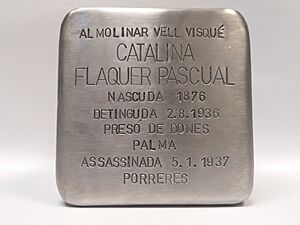 AL MOLINAR VELL VISQUÉ
CATALINA
FLAQUER PASCUAL
NASCUDA 1876
DETINGUDA 2.8.1936
PRESO DE DONES
PALMA
ASSASSINADA 5.1.1937
PORRERES